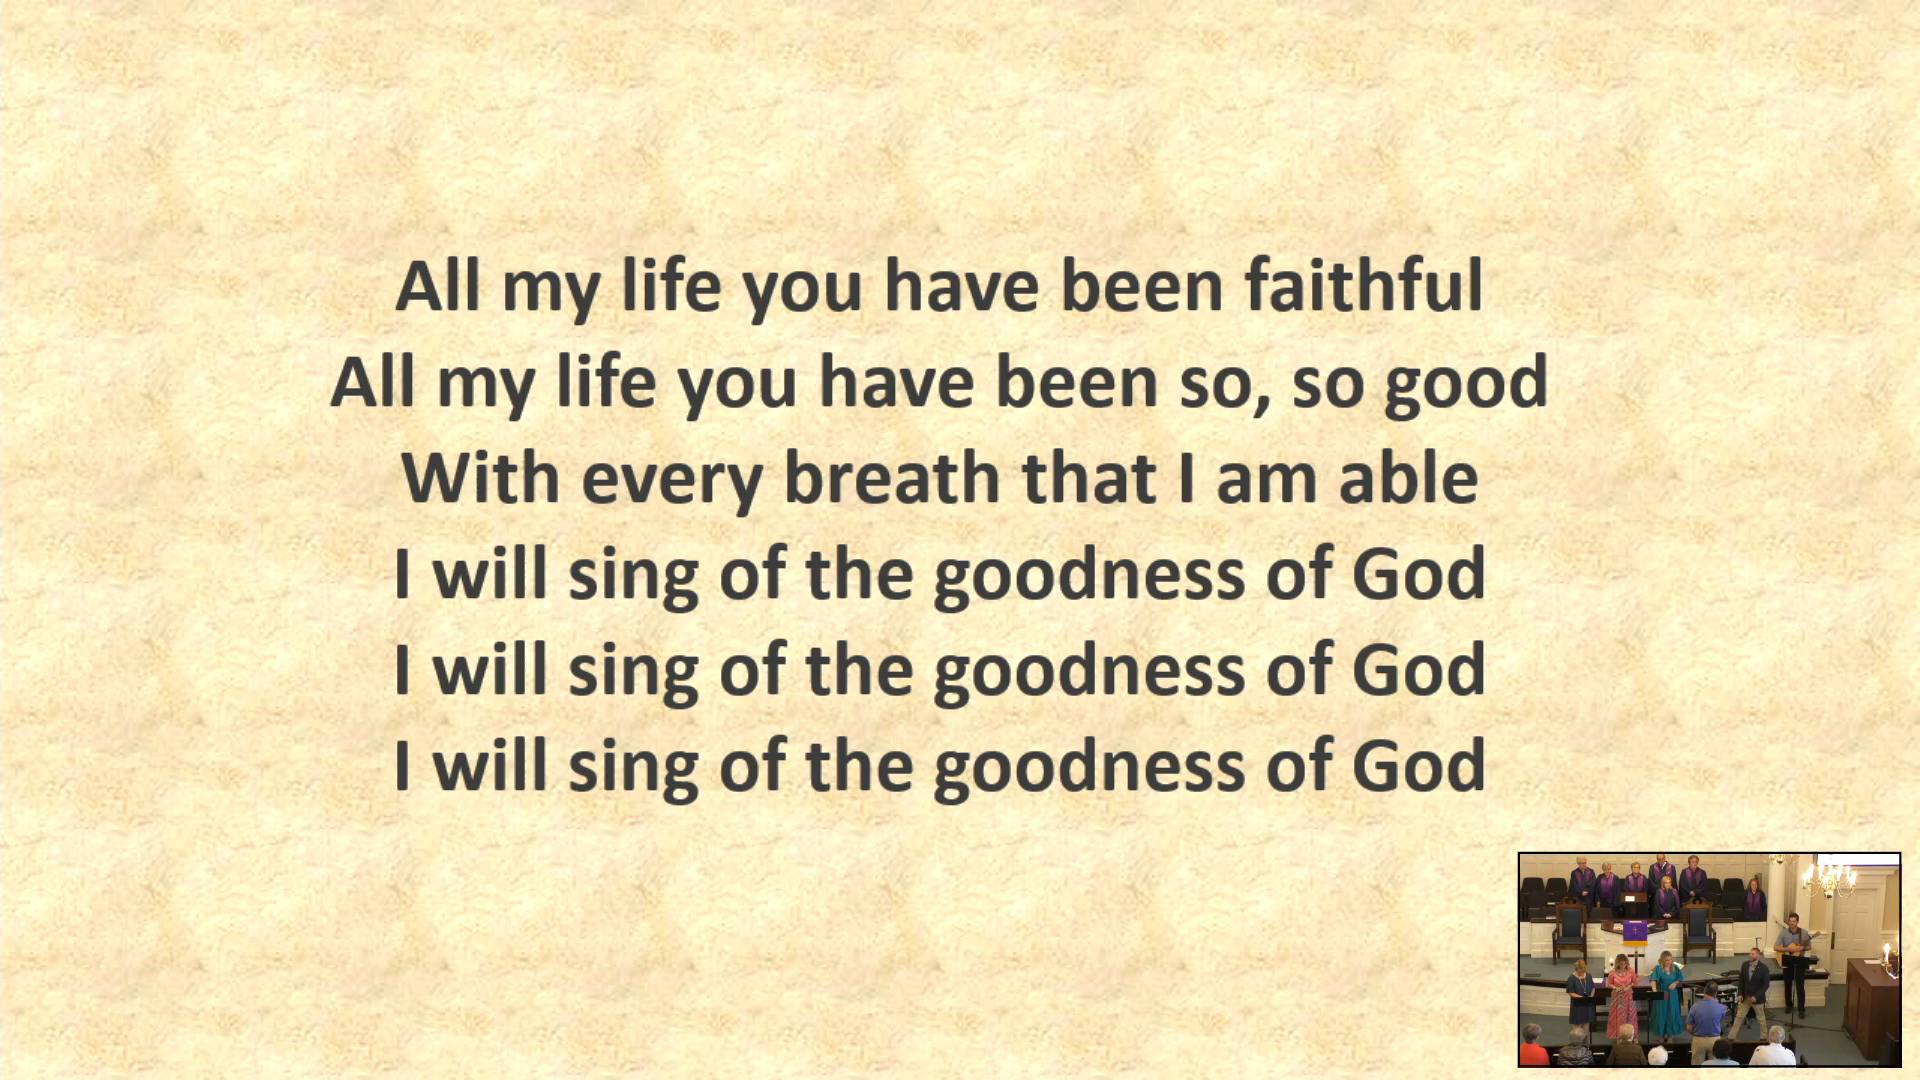 All my life you have been faithful
All my life you have been so, so good
With every breath that I am able
I will sing of the goodness of God
I will sing of the goodness of God
I will sing of the goodness of God